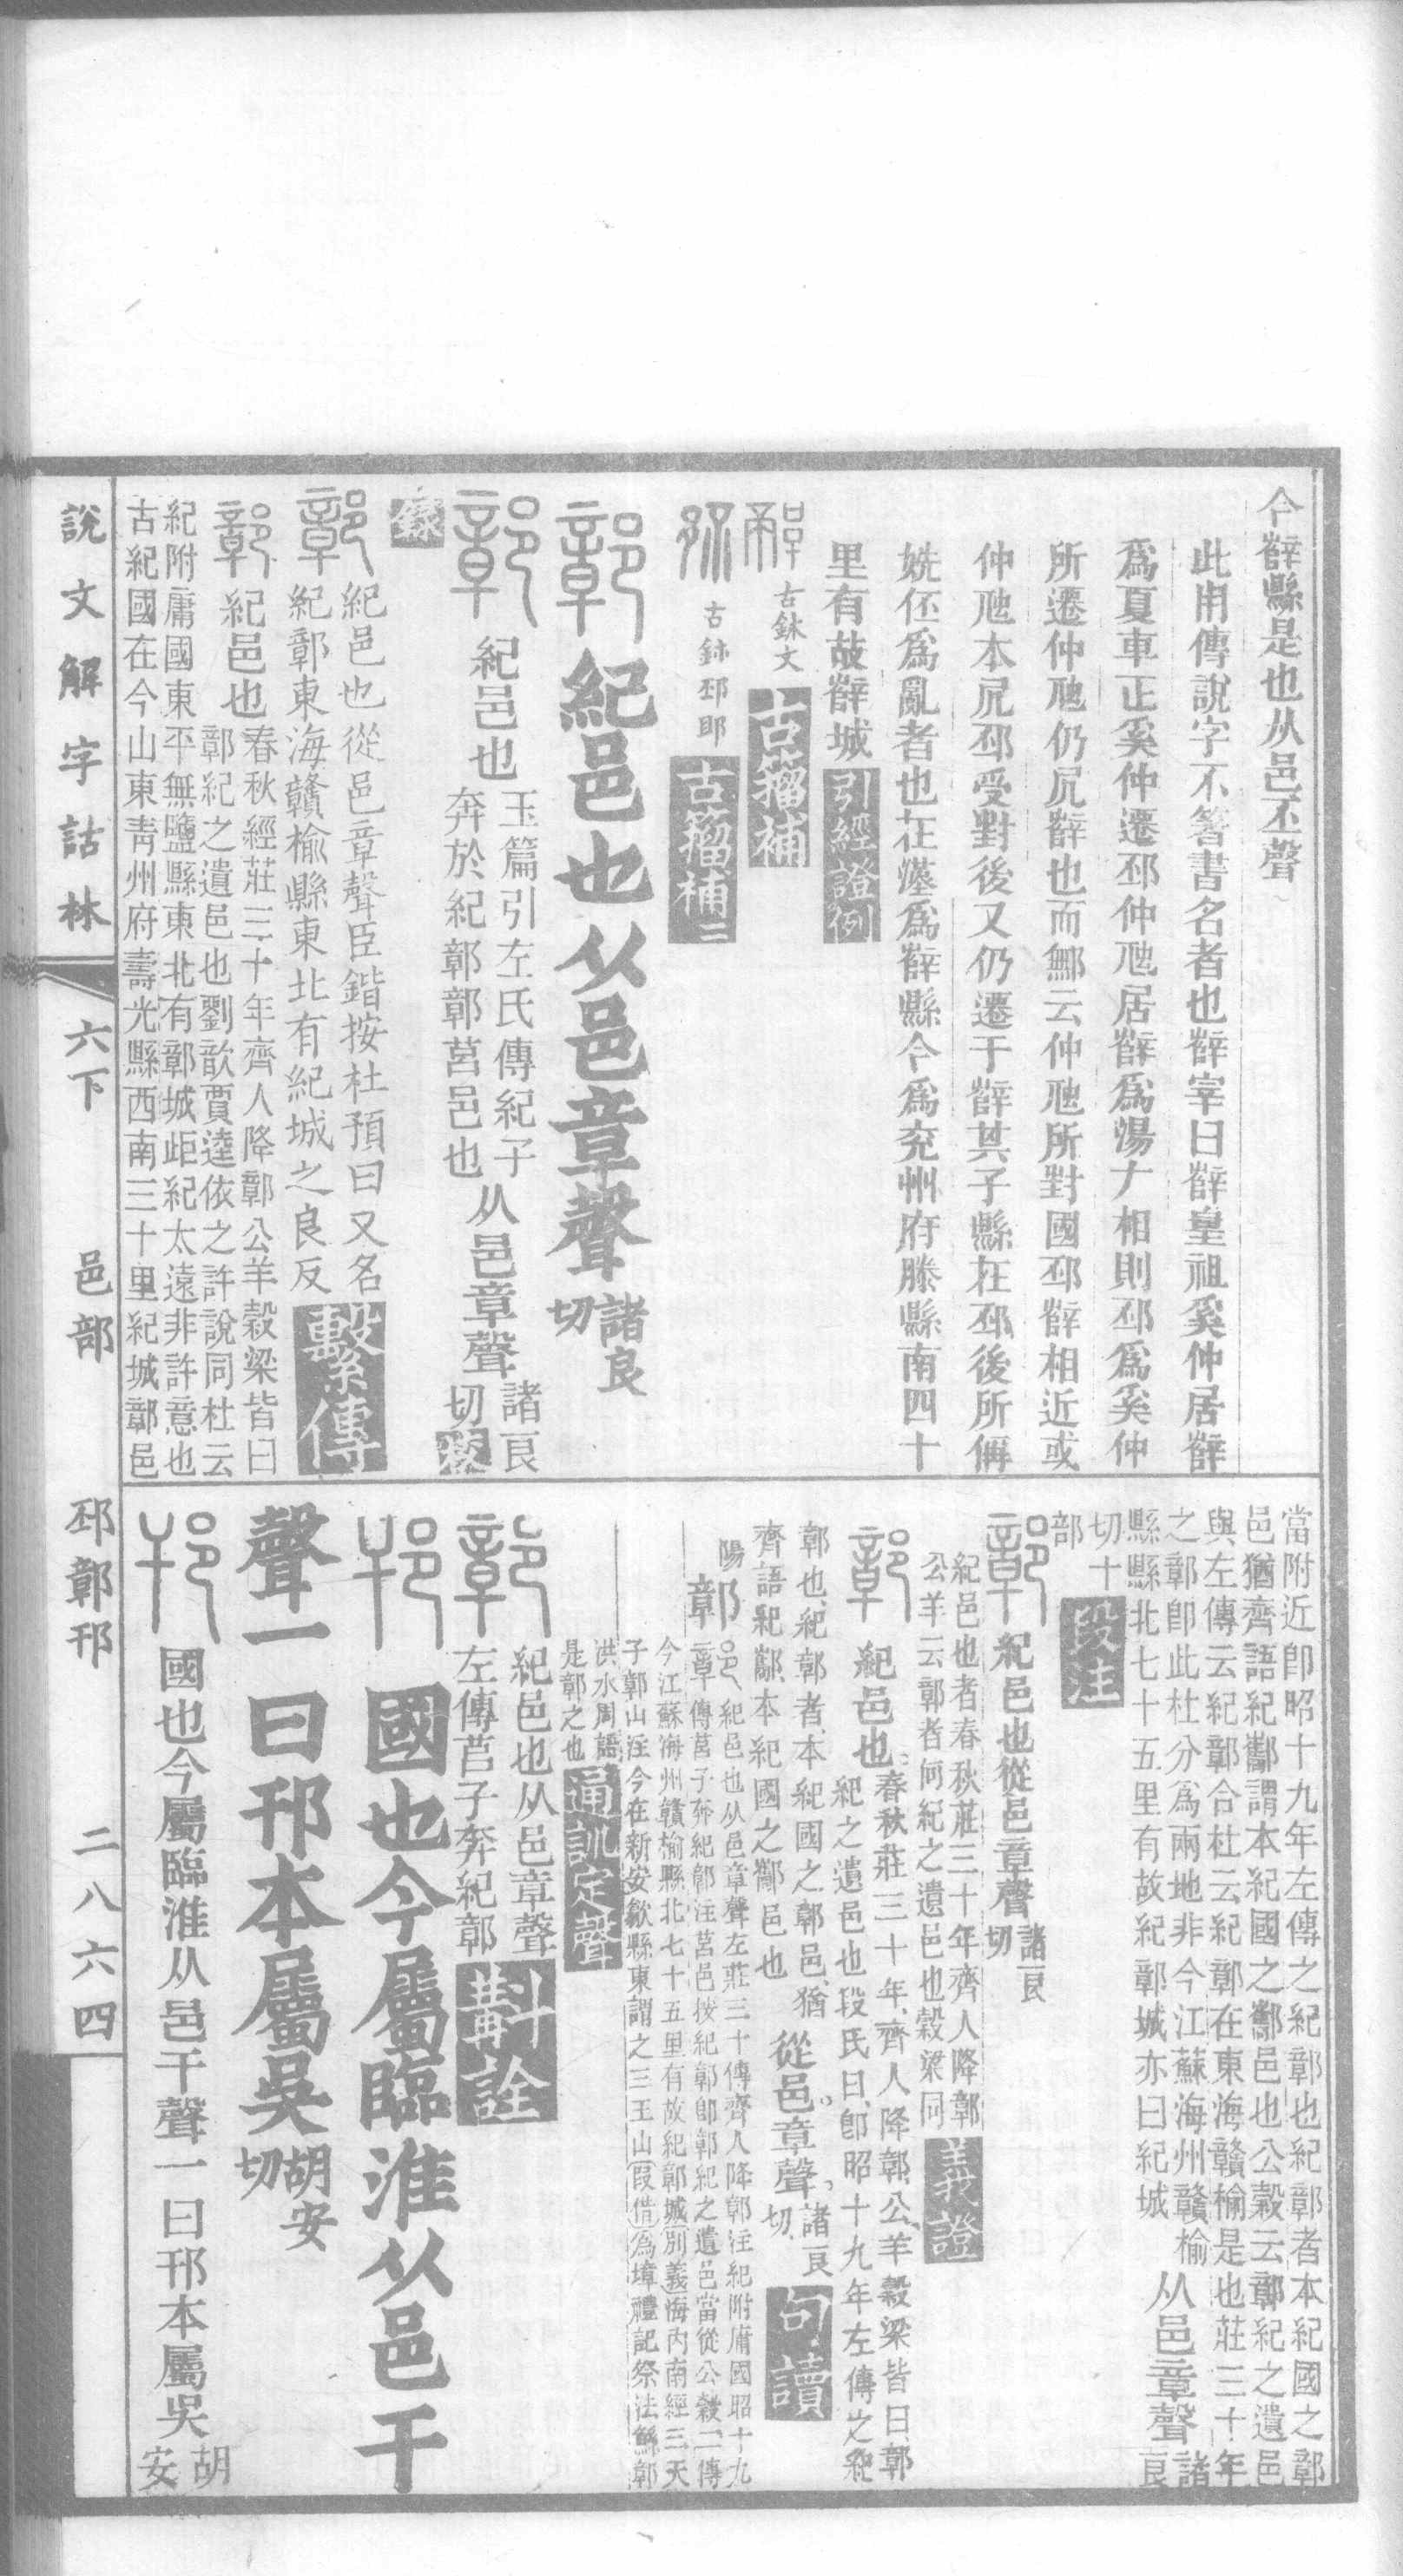 今薛縣是也从邑丕聲
此用傳說字不箸書名者也薛宰曰薛皇祖奚仲居薛
爲夏車正奚仲遷邳仲虺居薛爲湯𠂇相則邳爲奚仲
所遷仲虺仍凥薛也而鄦云仲虺所封國邳薛相近或
仲虺本凥邳受封後又仍遷于薛其子縣在邳後所偁
姺伾爲亂者也在漢爲薛縣今爲兖州府滕縣南四十
里有故薛城 引經證例
古鉥文 古籀補
古鉥邳郢 古籀補二
鄣 紀邑也从邑章聲 諸良切
鄣 紀邑也 玉篇引左氏傳紀子奔於紀鄣鄣莒邑也 从邑章聲 諸良切 校
錄
鄣 紀邑也從邑章聲臣鍇按杜預曰又名
紀鄣東海贛榆縣東北有紀城之良反 繫傳
鄣 紀邑也 春秋經莊三十年齊人降鄣公羊穀梁皆曰
鄣紀之遺邑也劉歆賈逵依之許說同杜云
紀附庸國東平無鹽縣東北有鄣城距紀太遠非許意也
古紀國在今山東靑州府壽光縣西南三十里紀城鄣邑
當附近卽昭十九年左傳之紀鄣也紀鄣者本紀國之鄣
邑猶齊語紀酅謂本紀國之酅邑也公穀云鄣紀之遺邑
與左傳云紀鄣合杜云紀鄣在東海贛榆是也莊三十年
之鄣卽此杜分爲兩地非今江蘇海州贛榆
縣縣北七十五里有故紀鄣城亦曰紀城 从邑章聲 諸良
切十
部 段注
鄣 紀邑也從邑章聲 諸良切
紀邑也者春秋莊三十年齊人降鄣
公羊云鄣者何紀之遺邑也穀梁同 義證
鄣 紀邑也 春秋莊三十年齊人降鄣公羊穀梁皆曰鄣
紀之遺邑也段氏曰卽昭十九年左傳之紀
鄣也紀鄣者本紀國之鄣邑猶
齊語紀酅本紀國之酅邑也 從邑章聲 諸良切 句讀
陽 鄣 紀邑也从邑章聲左莊三十傳齊人降鄣注紀附庸國昭十九
傳莒子奔紀鄣注莒邑按紀鄣卽鄣紀之遺邑當從公穀二傳
今江蘇海州贛榆縣北七十五里有故紀鄣城 別義 海內南經三天
子鄣山注今在新安歙縣東謂之三王山 叚借 爲墇禮記祭法鯀鄣
洪水周語
是鄣之也 通訓定聲
鄣 紀邑也从邑章聲
左傳莒子奔紀鄣 斠詮
邗 國也今屬臨淮从邑干
聲一曰邗本屬吳 胡安切
邗 國也今屬臨淮从邑干聲一曰邗本屬吳 胡安
說文解字詁林 六下 邑部 邳鄣邗 二八六四